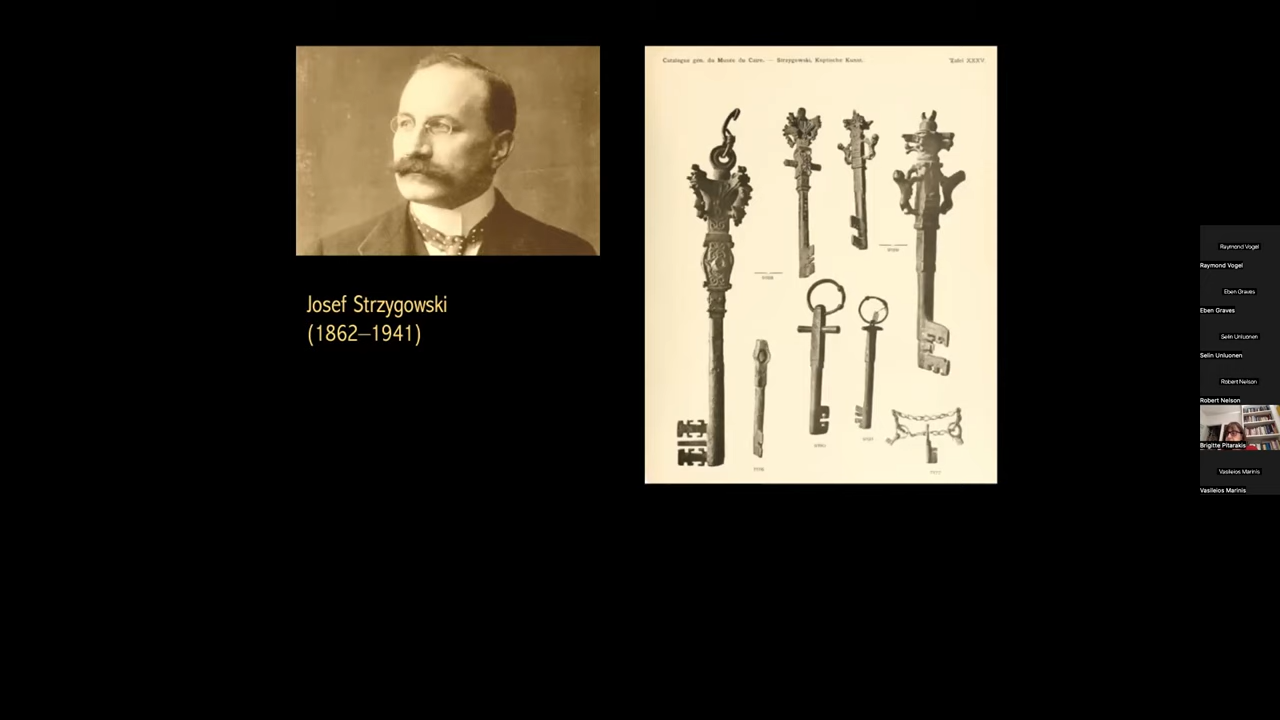 Catalogue gén. du Musée du Caire. — Strzygowski, Koptische Kunst.
Tafel XXXV.
Josef Strzygowski
(1862–1941)
Raymond Vogel
Raymond Vogel
Eben Graves
Eben Graves
Selin Unluonen
Selin Unluonen
Robert Nelson
Robert Nelson
Brigitte Pitarakis
Vasileios Marinis
Vasileios Marinis